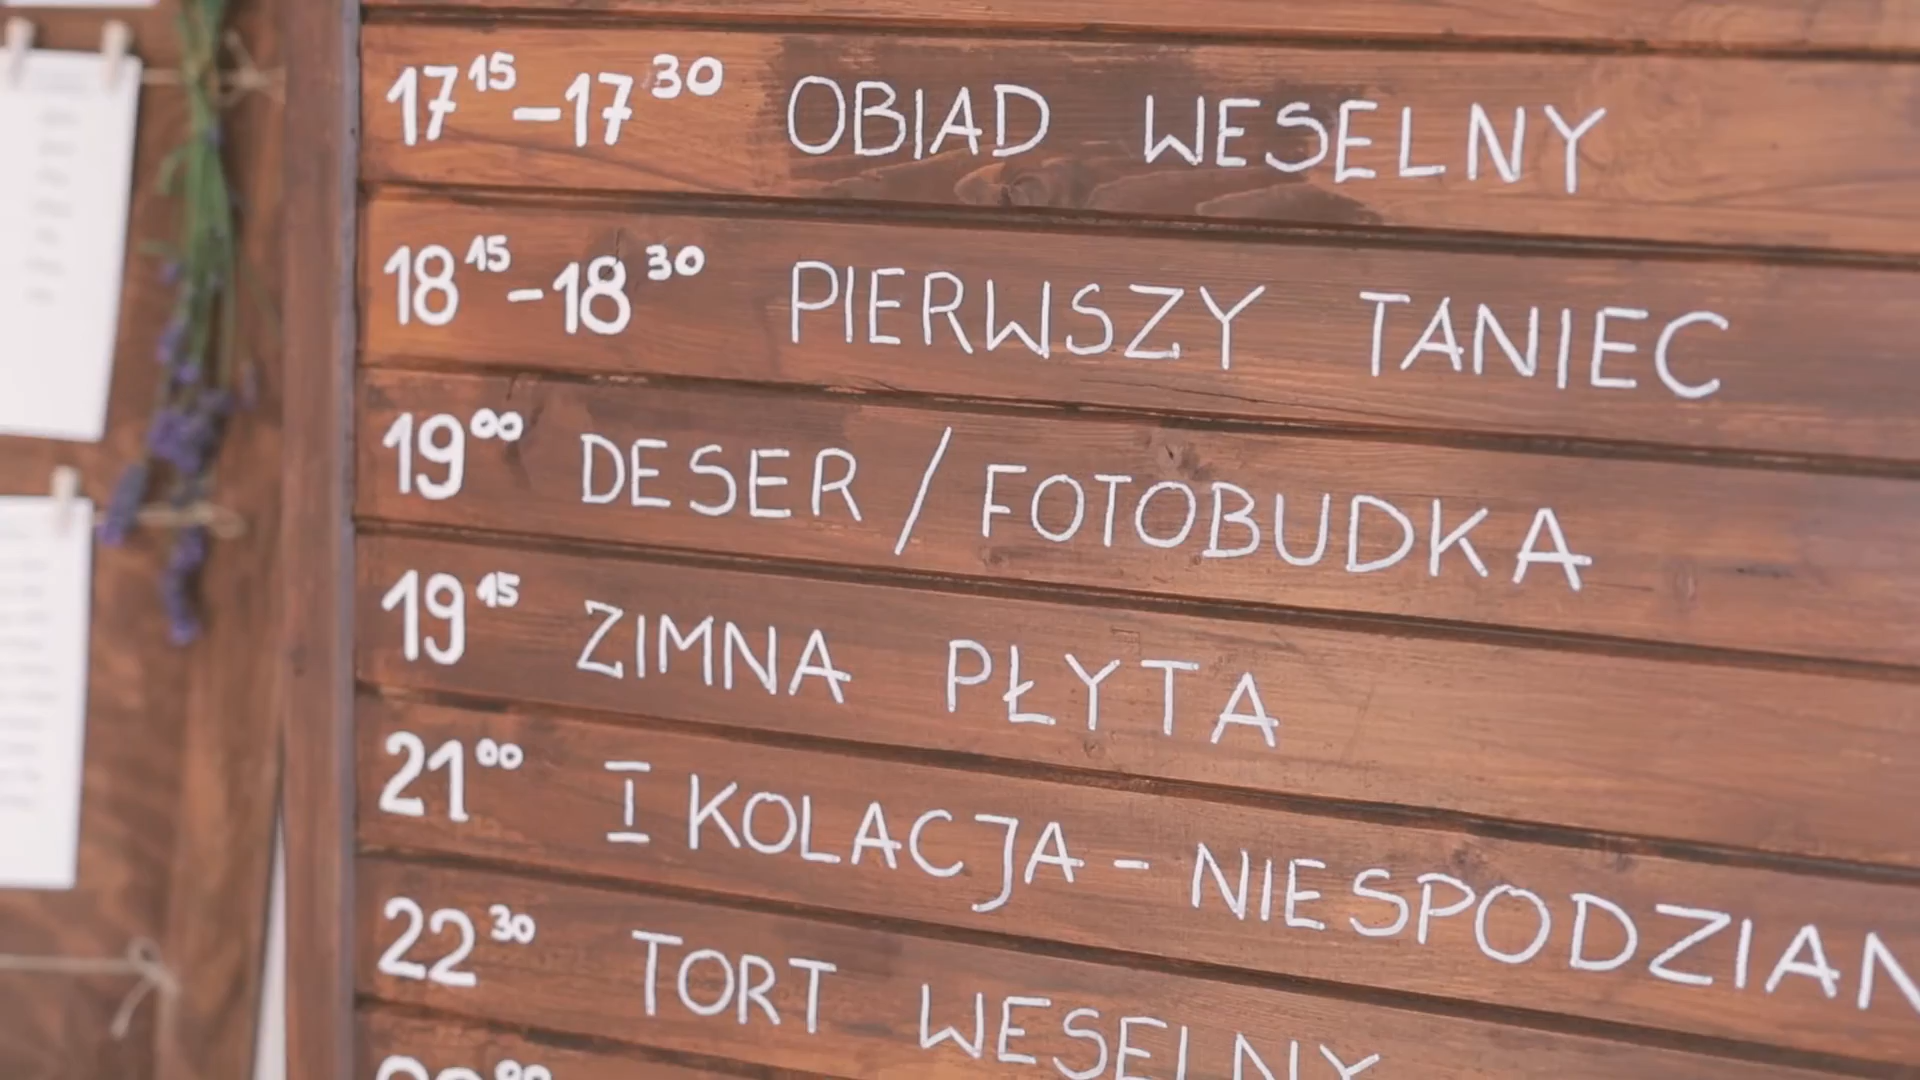 17¹⁵-17³⁰ OBIAD WESELNY
18¹⁵-18³⁰ PIERWSZY TANIEC
19⁰⁰ DESER / FOTOBUDKA
19¹⁵ ZIMNA PŁYTA
21⁰⁰ I KOLACJA - NIESPODZIAN
22³⁰ TORT WESELNY